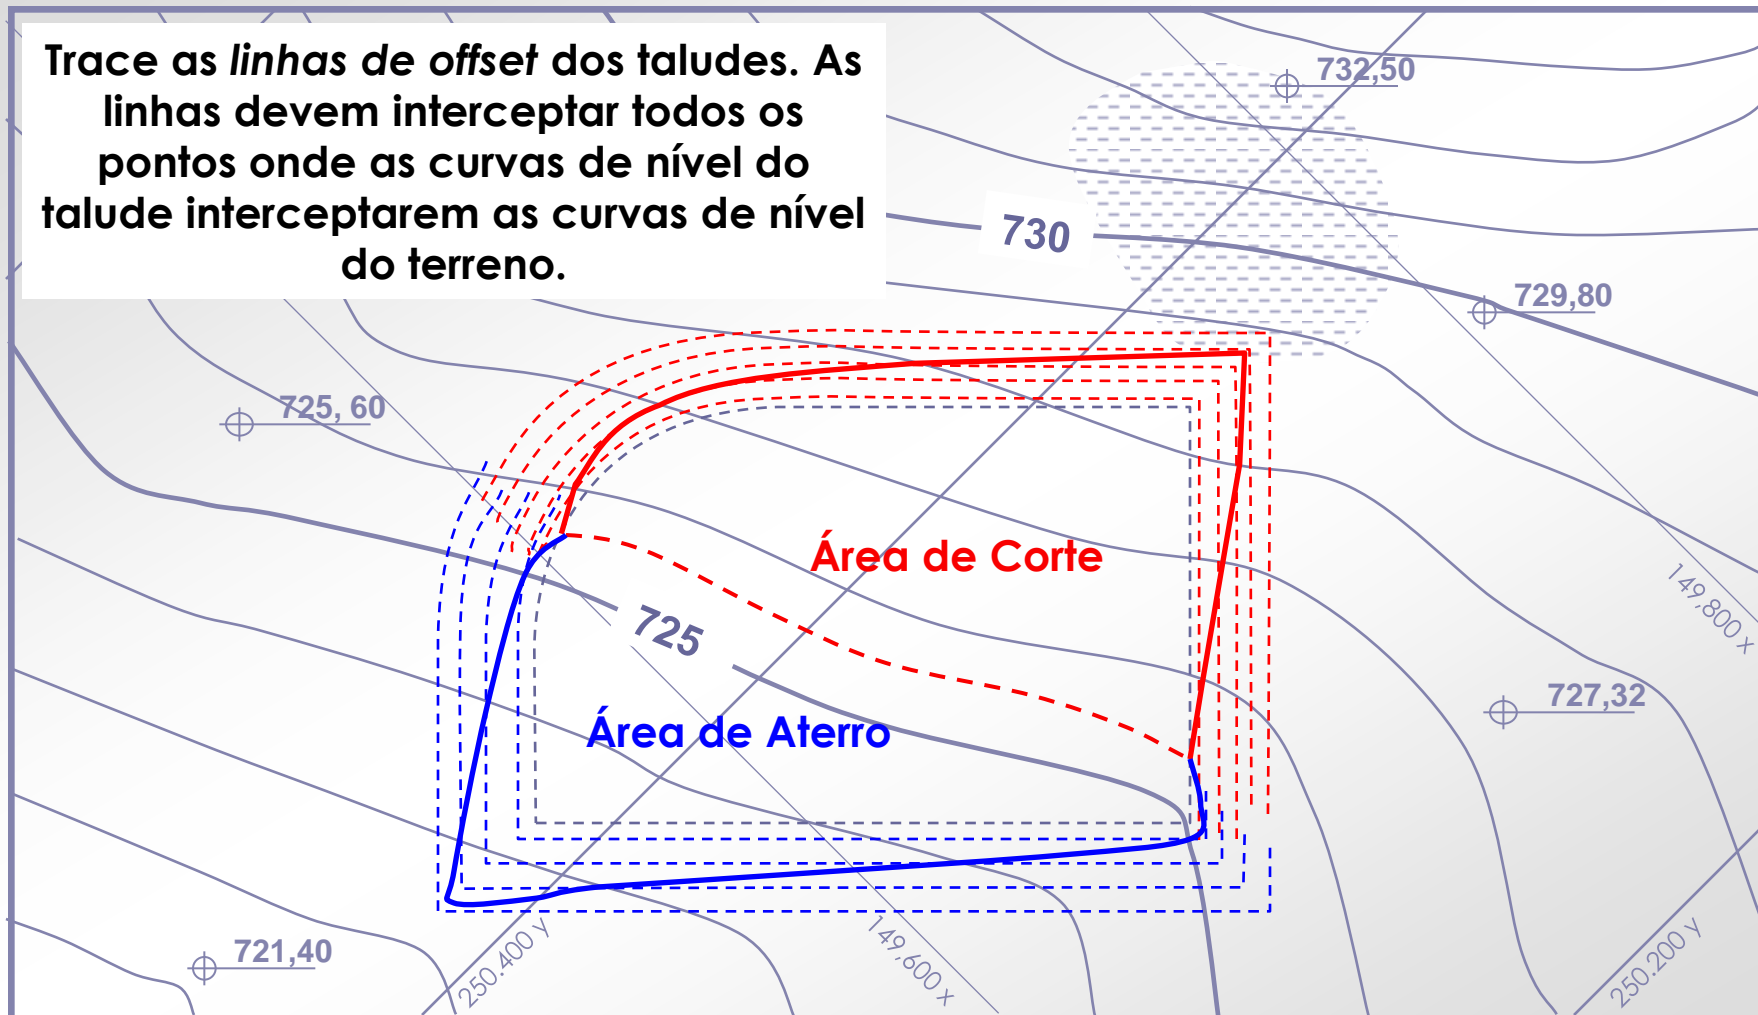 Trace as linhas de offset dos taludes. As
linhas devem interceptar todos os
pontos onde as curvas de nível do
talude interceptarem as curvas de nível
do terreno.
732,50
730
729,80
725, 60
Área de Corte
149,800 x
725
727,32
Área de Aterro
721,40
250.400 y
149,600 x
250.200 y